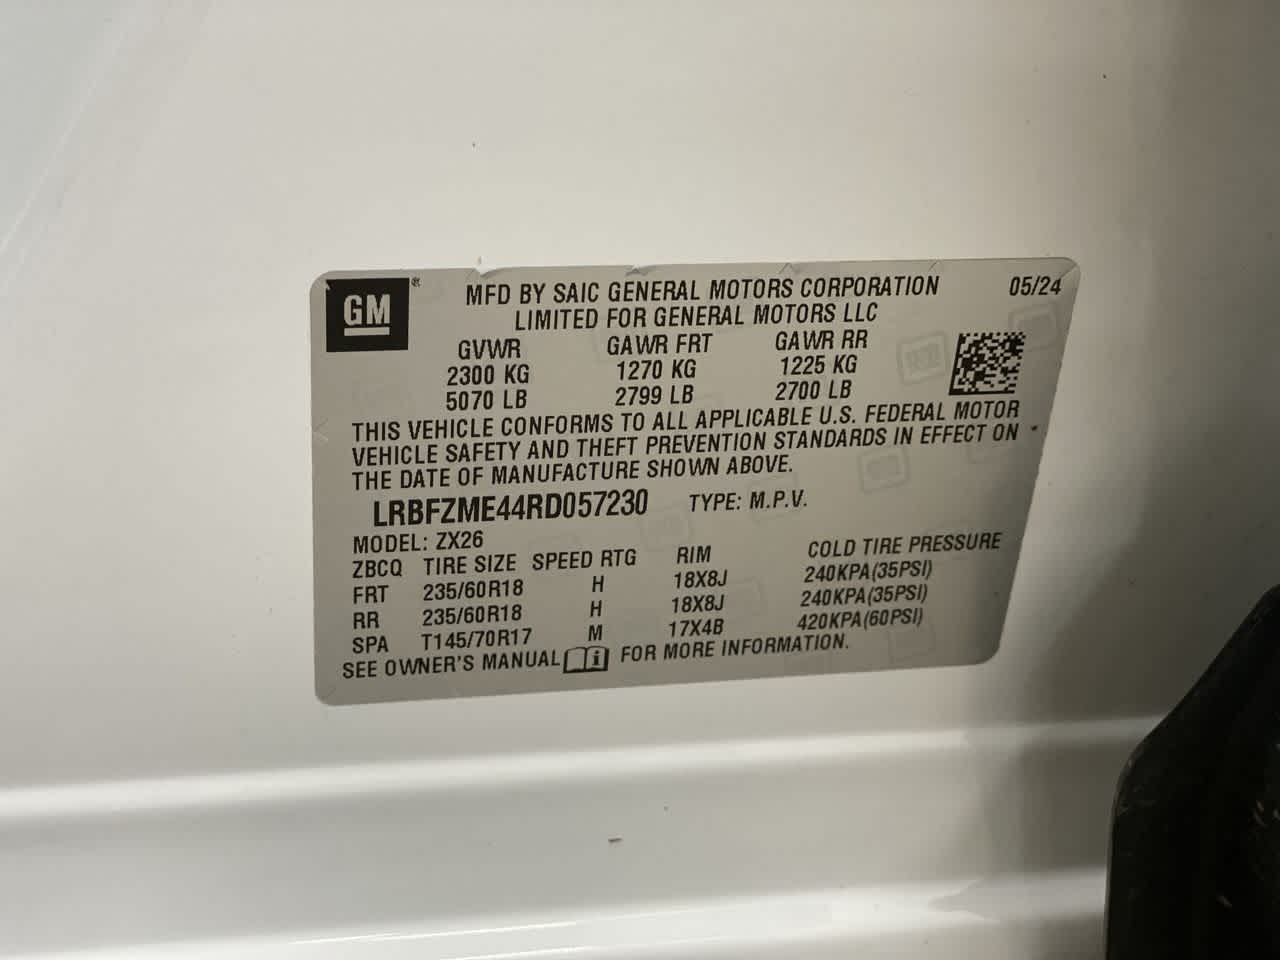 GM ®
MFD BY SAIC GENERAL MOTORS CORPORATION 05/24
LIMITED FOR GENERAL MOTORS LLC
GVWR GAWR FRT GAWR RR
2300 KG 1270 KG 1225 KG
5070 LB 2799 LB 2700 LB
THIS VEHICLE CONFORMS TO ALL APPLICABLE U.S. FEDERAL MOTOR
VEHICLE SAFETY AND THEFT PREVENTION STANDARDS IN EFFECT ON
THE DATE OF MANUFACTURE SHOWN ABOVE.
LRBFZME44RD057230 TYPE: M.P.V.
MODEL: ZX26
ZBCQ TIRE SIZE SPEED RTG RIM COLD TIRE PRESSURE
FRT 235/60R18 H 18X8J 240KPA(35PSI)
RR 235/60R18 H 18X8J 240KPA(35PSI)
SPA T145/70R17 M 17X4B 420KPA(60PSI)
SEE OWNER'S MANUAL FOR MORE INFORMATION.